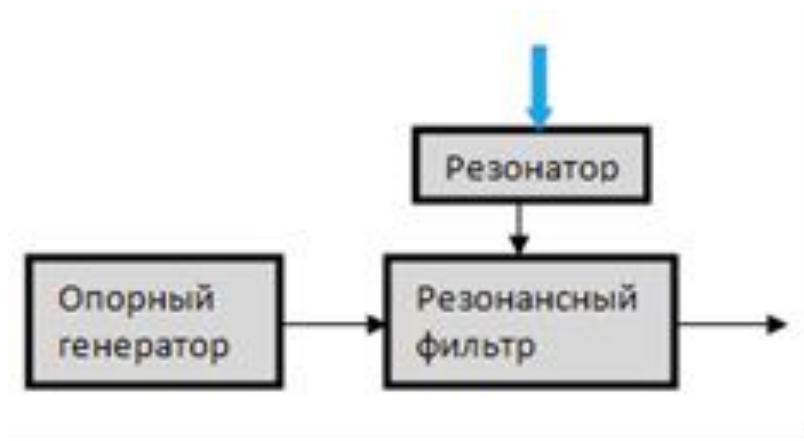 Резонатор
Опорный
генератор
Резонансный
фильтр